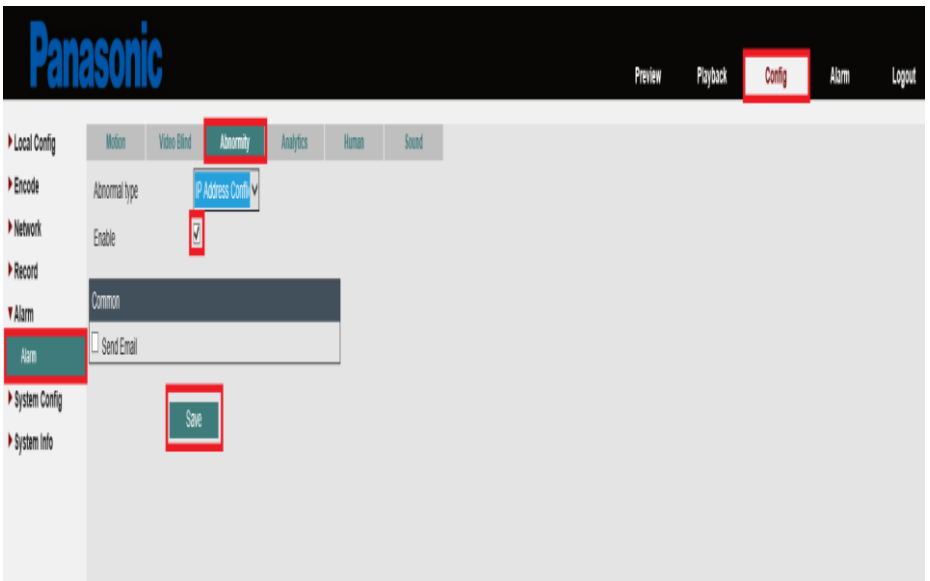 Panasonic
Preview Playback Config Alarm Logout
Local Config
Encode
Network
Record
Alarm
Alarm
System Config
System Info
Motion Video Blind Abnormity Analytics Human Sound
Abnormal type IP Address Confli
Enable
Common
Send Email
Save